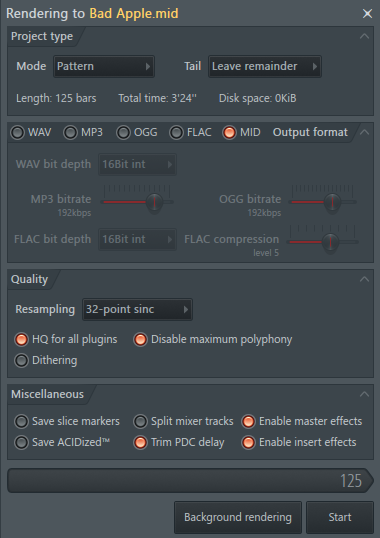 Rendering to Bad Apple.mid
Project type
Mode Pattern Tail Leave remainder
Length: 125 bars Total time: 3'24" Disk space: 0KiB
WAV MP3 OGG FLAC MID Output format
WAV bit depth 16Bit int
MP3 bitrate OGG bitrate
192kbps 192kbps
FLAC bit depth 16Bit int FLAC compression
level 5
Quality
Resampling 32-point sinc
HQ for all plugins Disable maximum polyphony
Dithering
Miscellaneous
Save slice markers Split mixer tracks Enable master effects
Save ACIDized™ Trim PDC delay Enable insert effects
125
Background rendering Start